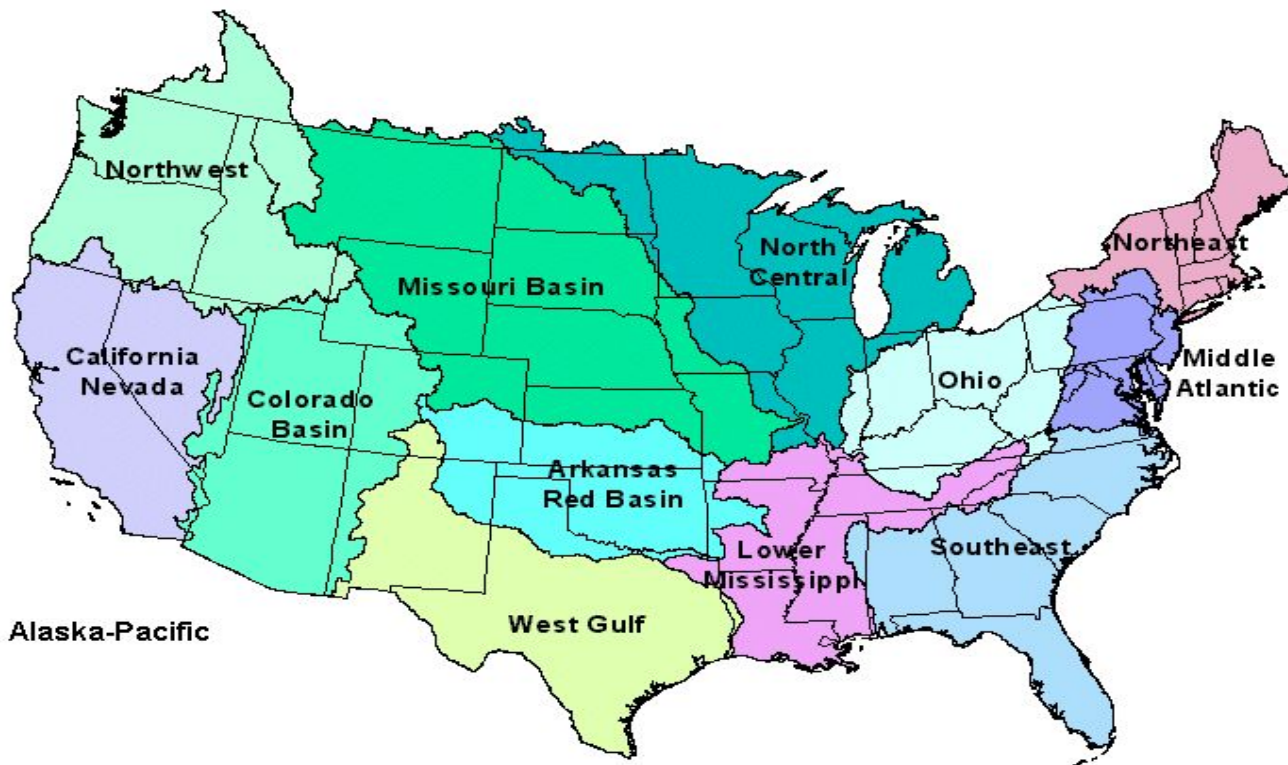 Northwest
Northeast
North
Central
Missouri Basin
California
Nevada
Middle
Atlantic
Ohio
Colorado
Basin
Arkansas
Red Basin
Lower
Mississippi
Southeast
West Gulf
Alaska-Pacific